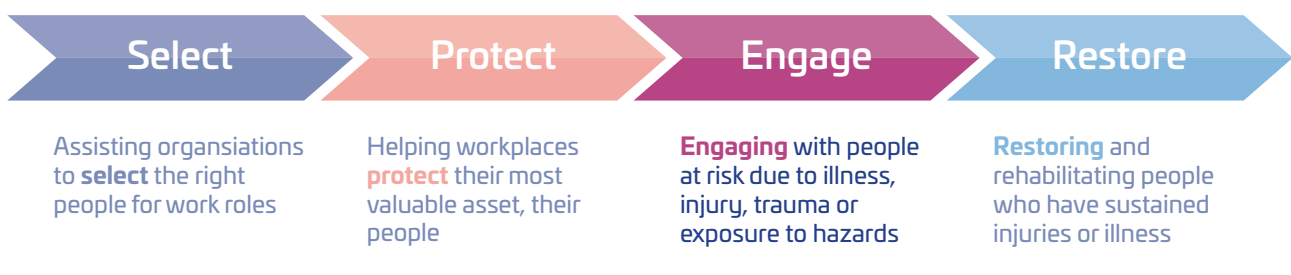 Select
Protect
Engage
Restore
Assisting organsiations
to select the right
people for work roles
Helping workplaces
protect their most
valuable asset, their
people
Engaging with people
at risk due to illness,
injury, trauma or
exposure to hazards
Restoring and
rehabilitating people
who have sustained
injuries or illness